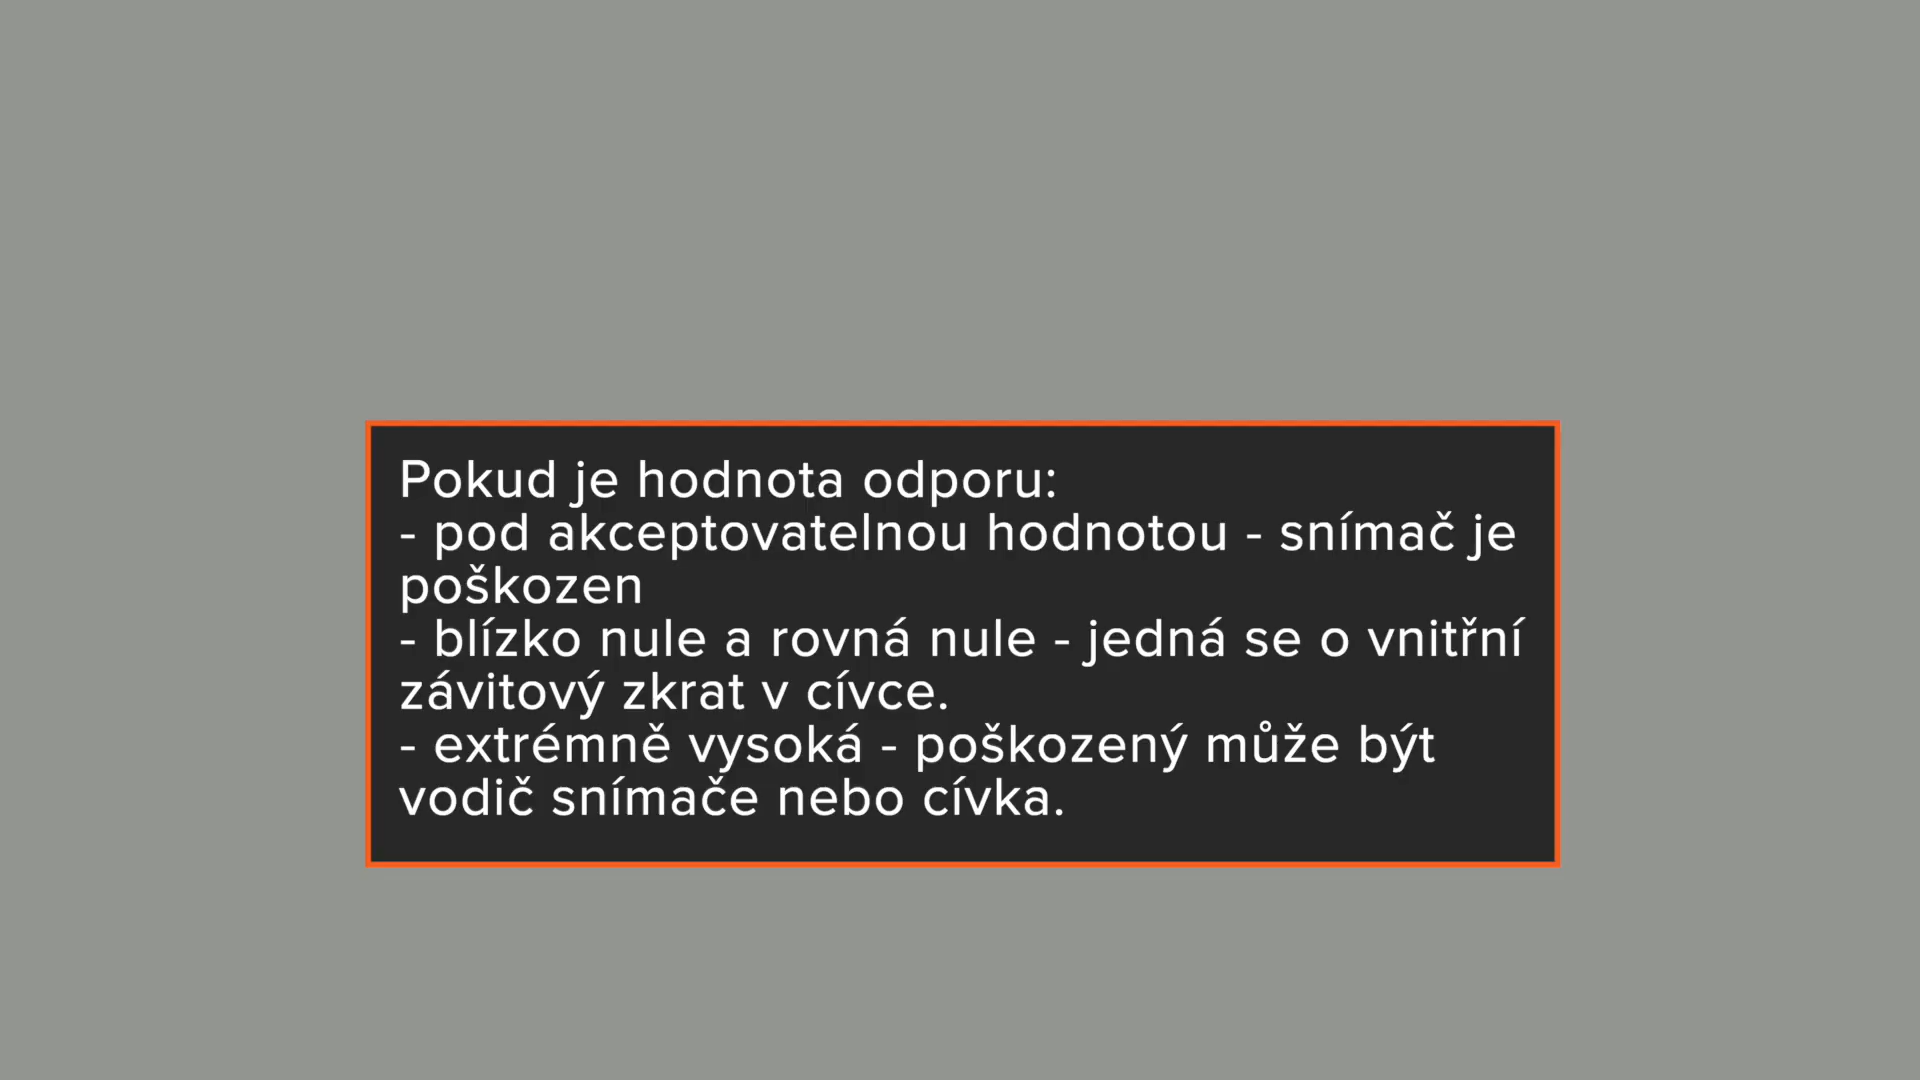 Pokud je hodnota odporu:
- pod akceptovatelnou hodnotou - snímač je
poškozen
- blízko nule a rovná nule - jedná se o vnitřní
závitový zkrat v cívce.
- extrémně vysoká - poškozený může být
vodič snímače nebo cívka.